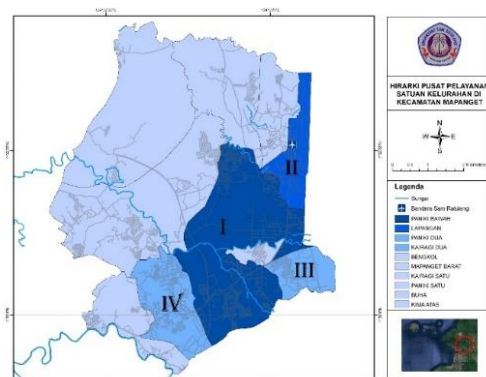 HIRARKI PUSAT PELAYANAN
SATUAN KELURAHAN DI
KECAMATAN MAPANGET
N
W E
S
Legenda
Sungai
Bandara Sam Ratulangi
PANIKI BAWAH
LAPANGAN
PANIKI DUA
KAIRAGI DUA
BENGKOL
MAPANGET BARAT
KAIRAGI SATU
PANIKI SATU
BUHA
KIMA ATAS
I
II
III
IV